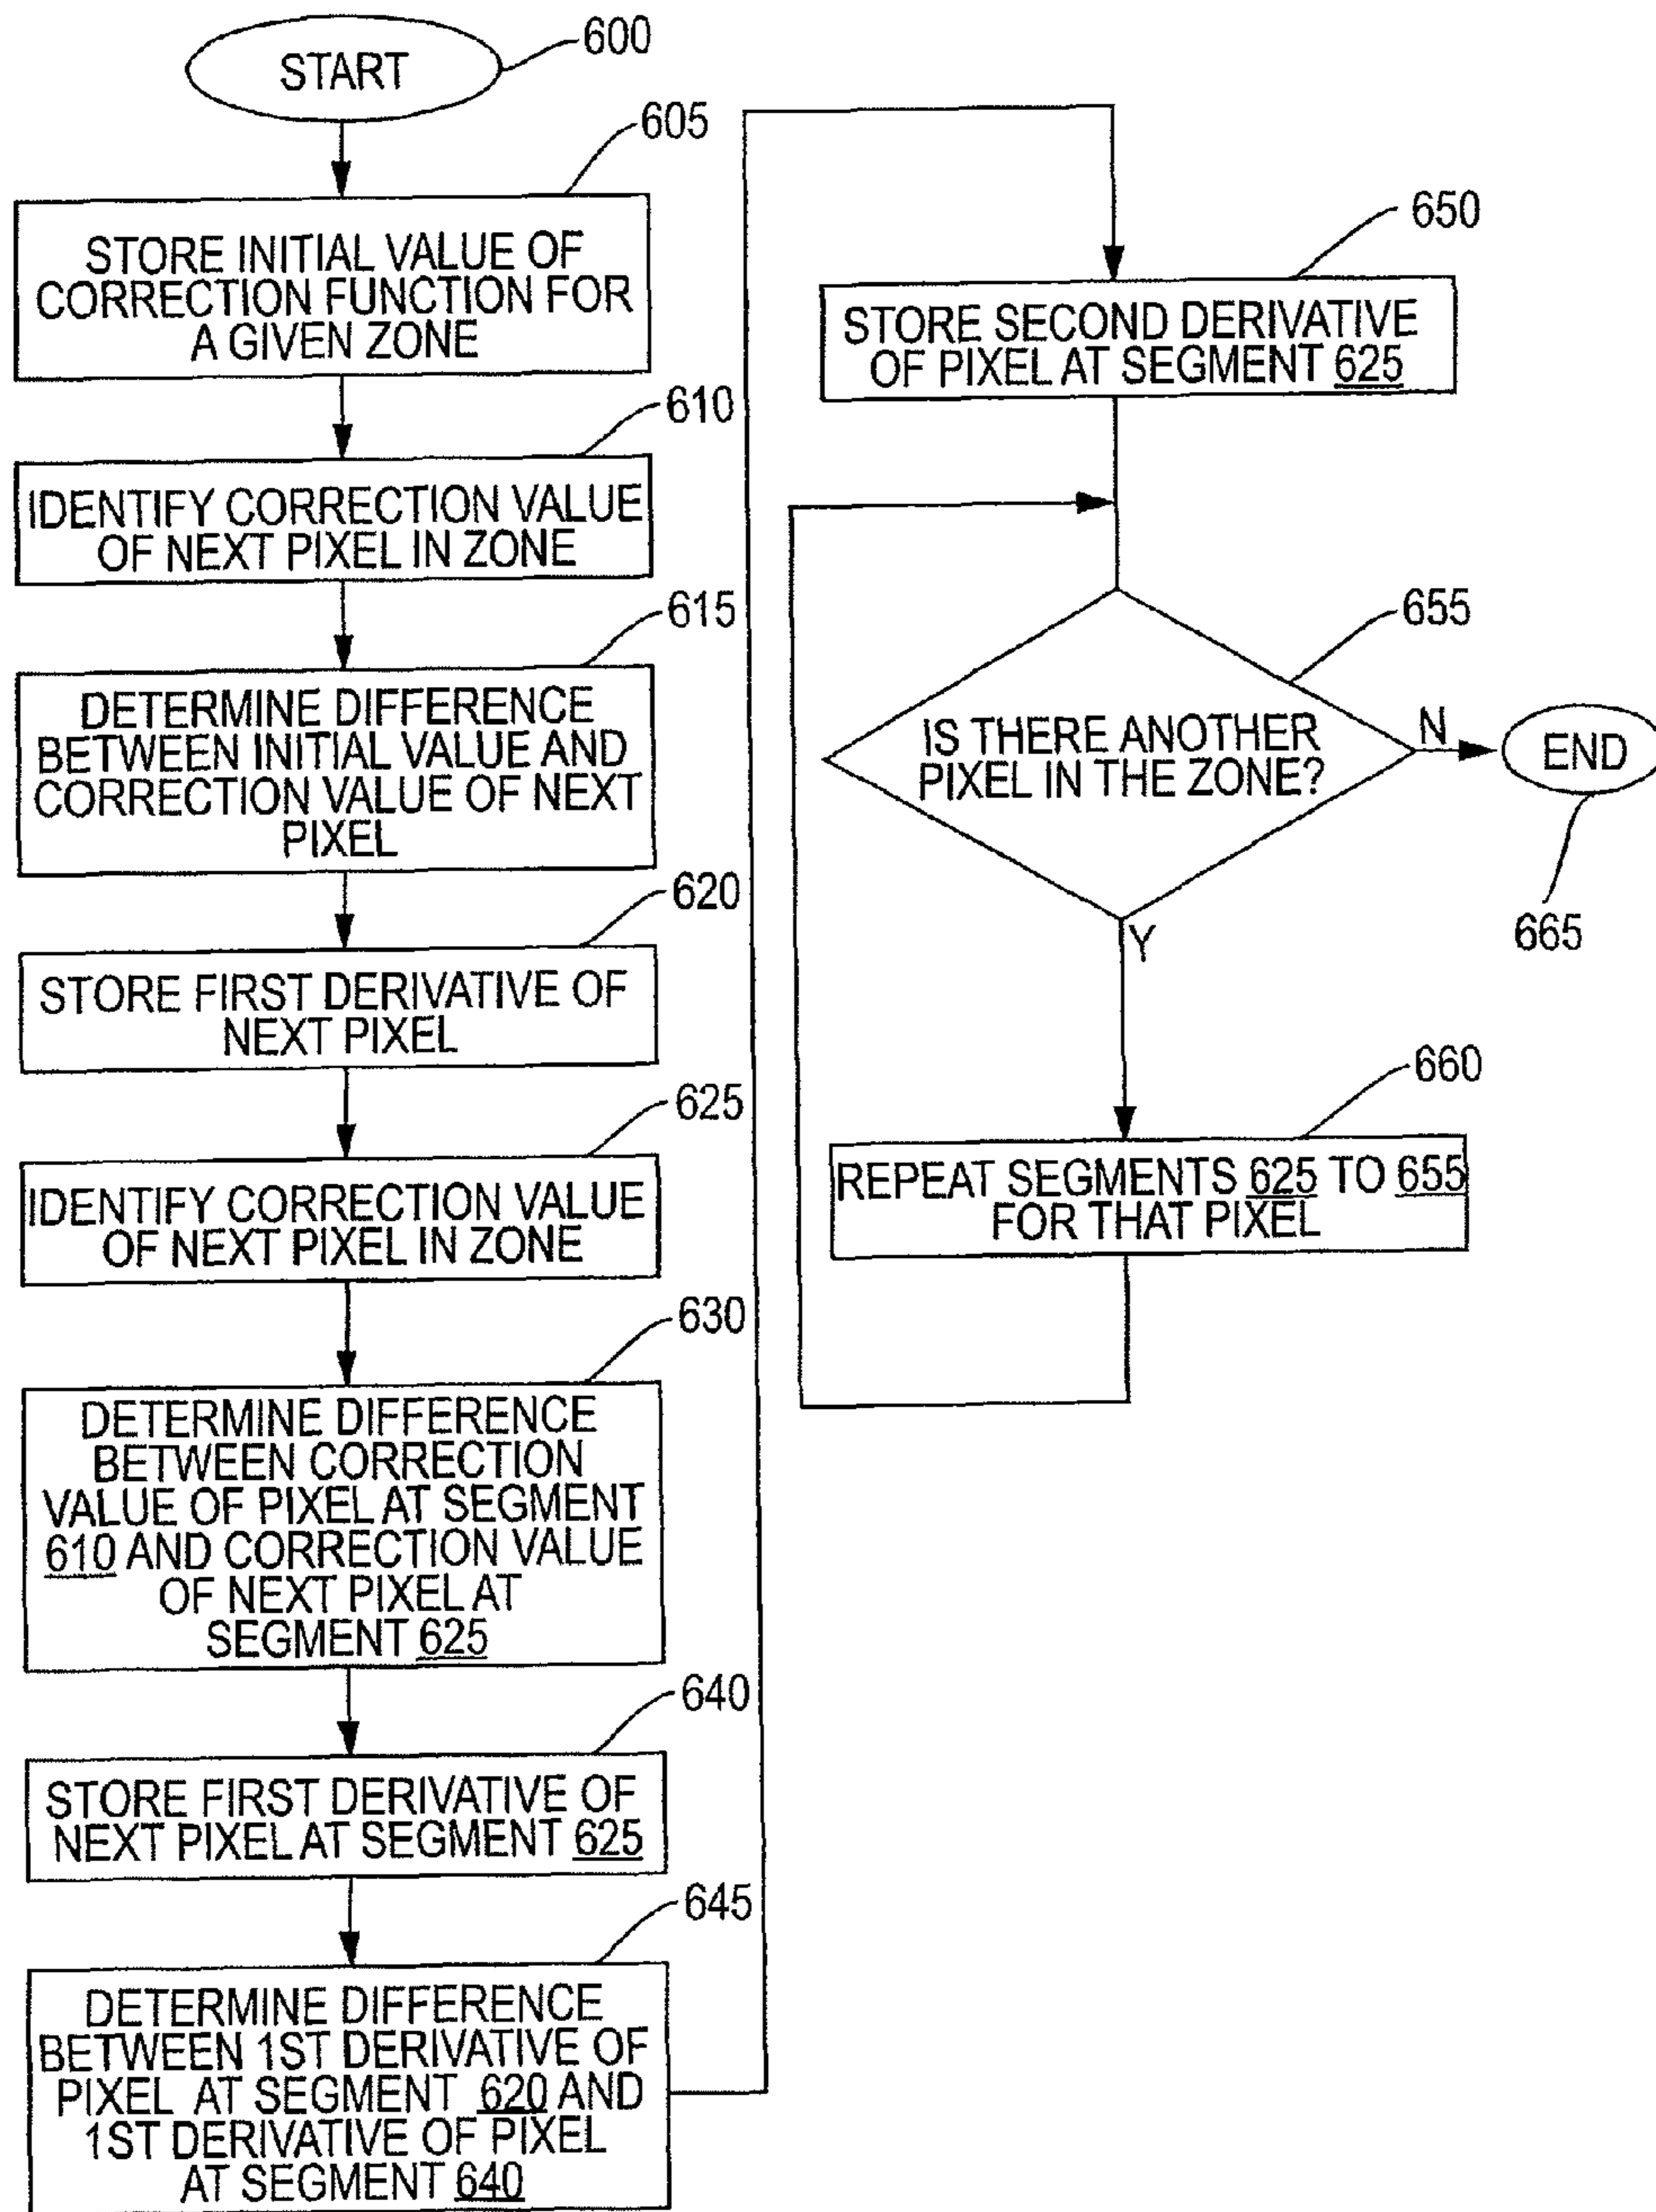 START
600
605
STORE INITIAL VALUE OF
CORRECTION FUNCTION FOR
A GIVEN ZONE
610
IDENTIFY CORRECTION VALUE
OF NEXT PIXEL IN ZONE
615
DETERMINE DIFFERENCE
BETWEEN INITIAL VALUE AND
CORRECTION VALUE OF NEXT
PIXEL
620
STORE FIRST DERIVATIVE OF
NEXT PIXEL
625
IDENTIFY CORRECTION VALUE
OF NEXT PIXEL IN ZONE
630
DETERMINE DIFFERENCE
BETWEEN CORRECTION
VALUE OF PIXEL AT SEGMENT
610 AND CORRECTION VALUE
OF NEXT PIXEL AT
SEGMENT 625
640
STORE FIRST DERIVATIVE OF
NEXT PIXEL AT SEGMENT 625
645
DETERMINE DIFFERENCE
BETWEEN 1ST DERIVATIVE OF
PIXEL AT SEGMENT 620 AND
1ST DERIVATIVE OF PIXEL
AT SEGMENT 640
650
STORE SECOND DERIVATIVE
OF PIXEL AT SEGMENT 625
655
IS THERE ANOTHER
PIXEL IN THE ZONE?
N
END
665
Y
660
REPEAT SEGMENTS 625 TO 655
FOR THAT PIXEL